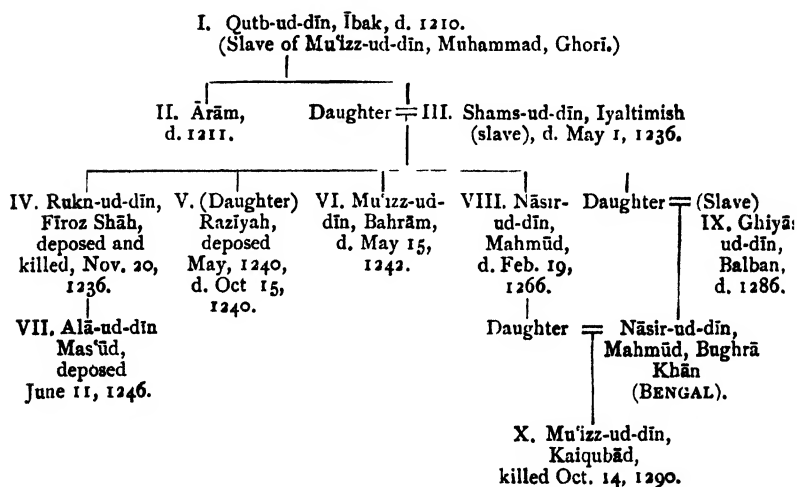 I. Qutb-ud-dīn, Ībak, d. 1210.
(Slave of Mu'izz-ud-dīn, Muhammad, Ghori.)
II. Ārām,
d. 1211.
Daughter = III. Shams-ud-dīn, Iyaltimish
(slave), d. May 1, 1236.
IV. Rukn-ud-dīn,
Fīroz Shāh,
deposed and
killed, Nov. 20,
1236.
V. (Daughter)
Razīyah,
deposed
May, 1240,
d. Oct 15,
1240.
VI. Mu'izz-ud-
dīn, Bahrām,
d. May 15,
1242.
VIII. Nāsir-
ud-dīn,
Mahmūd,
d. Feb. 19,
1266.
Daughter = (Slave)
IX. Ghiyās
ud-dīn,
Balban,
d. 1286.
VII. Alā-ud-dīn
Mas'ūd,
deposed
June 11, 1246.
Daughter = Nāsir-ud-dīn,
Mahmūd, Bughrā
Khān
(BENGAL).
X. Mu'izz-ud-dīn,
Kaiqubād,
killed Oct. 14, 1290.